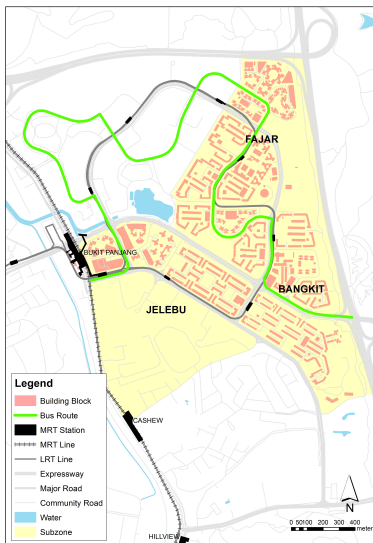 FAJAR
BUKIT PANJANG
BANGKIT
JELEBU
Legend
Building Block
Bus Route
MRT Station
MRT Line
LRT Line
Expressway
Major Road
Community Road
Water
Subzone
CASHEW
HILLVIEW
N
0 50100 200 300 400
meter